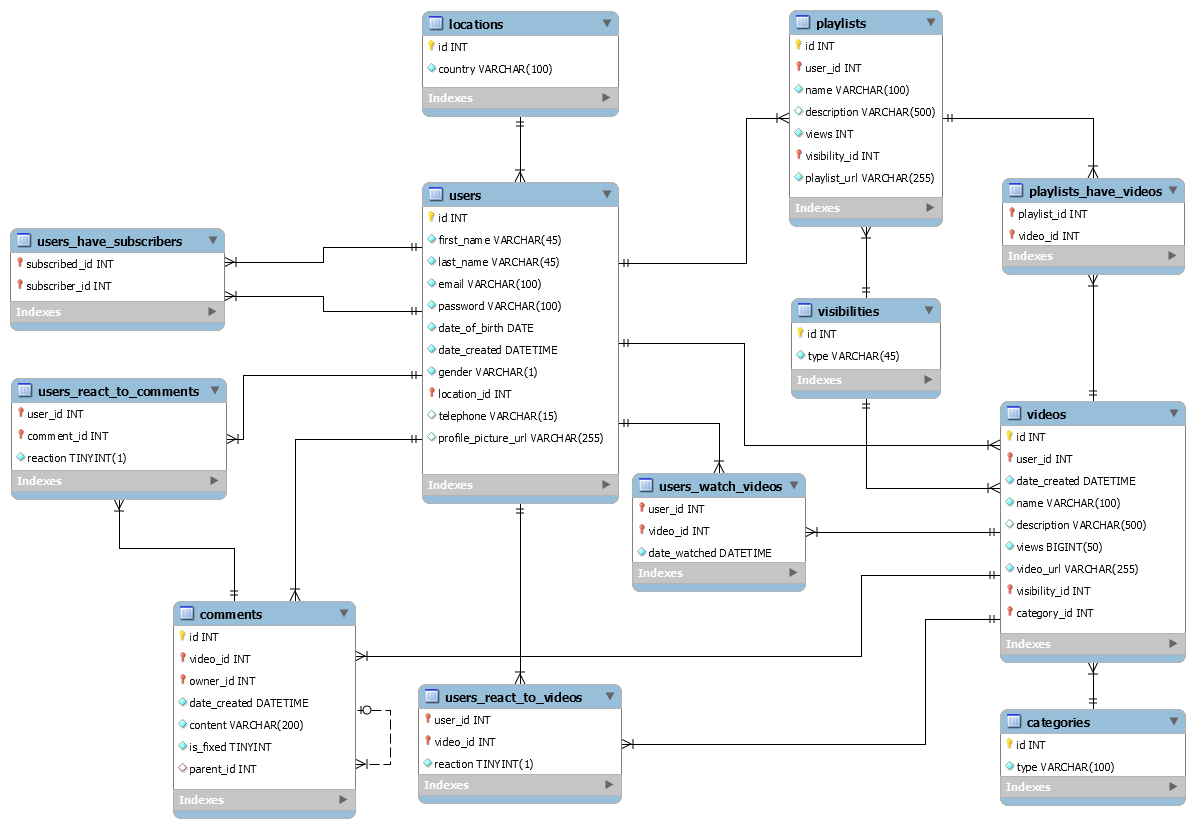 locations
id INT
country VARCHAR(100)
Indexes
playlists
id INT
user_id INT
name VARCHAR(100)
description VARCHAR(500)
views INT
visibility_id INT
playlist_url VARCHAR(255)
Indexes
users
id INT
first_name VARCHAR(45)
last_name VARCHAR(45)
email VARCHAR(100)
password VARCHAR(100)
date_of_birth DATE
date_created DATETIME
gender VARCHAR(1)
location_id INT
telephone VARCHAR(15)
profile_picture_url VARCHAR(255)
Indexes
playlists_have_videos
playlist_id INT
video_id INT
Indexes
users_have_subscribers
subscribed_id INT
subscriber_id INT
Indexes
visibilities
id INT
type VARCHAR(45)
Indexes
users_react_to_comments
user_id INT
comment_id INT
reaction TINYINT(1)
Indexes
videos
id INT
user_id INT
date_created DATETIME
name VARCHAR(100)
description VARCHAR(500)
views BIGINT(50)
video_url VARCHAR(255)
visibility_id INT
category_id INT
Indexes
users_watch_videos
user_id INT
video_id INT
date_watched DATETIME
Indexes
comments
id INT
video_id INT
owner_id INT
date_created DATETIME
content VARCHAR(200)
is_fixed TINYINT
parent_id INT
Indexes
users_react_to_videos
user_id INT
video_id INT
reaction TINYINT(1)
Indexes
categories
id INT
type VARCHAR(100)
Indexes